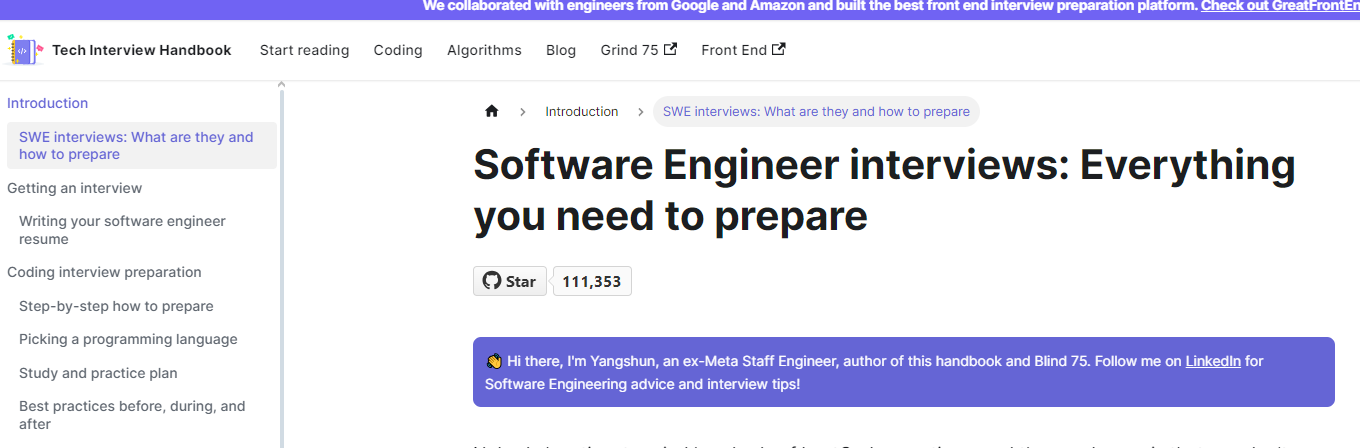 We collaborated with engineers from Google and Amazon and built the best front end interview preparation platform. Check out GreatFrontEn
Tech Interview Handbook Start reading Coding Algorithms Blog Grind 75 Front End
Introduction
SWE interviews: What are they and
how to prepare
Getting an interview
Writing your software engineer
resume
Coding interview preparation
Step-by-step how to prepare
Picking a programming language
Study and practice plan
Best practices before, during, and
after
Introduction SWE interviews: What are they and how to prepare
Software Engineer interviews: Everything
you need to prepare
Star 111,353
👋 Hi there, I'm Yangshun, an ex-Meta Staff Engineer, author of this handbook and Blind 75. Follow me on LinkedIn for
Software Engineering advice and interview tips!